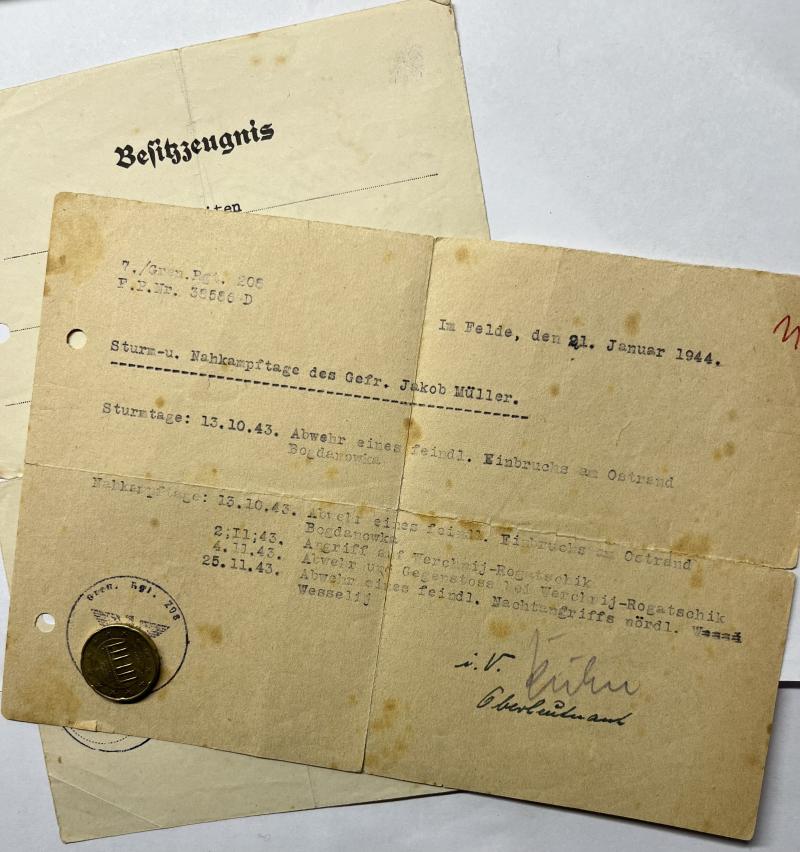 Besitzzeugnis
7./Gren.Rgt. 208
F.P.Nr. 38586 D
Im Felde, den 21. Januar 1944.
Sturm-u. Nahkampftage des Gefr. Jakob Müller.
Sturmtage: 13.10.43. Abwehr eines feindl. Einbruchs am Ostrand
Bogdanowka
Nahkampftage: 13.10.43. Abwehr eines feindl. Einbruchs am Ostrand
Bogdanowka
2;11;43. Angriff auf Werchnij-Rogatschik
4.11.43. Abwehr und Gegenstoss bei Werchnij-Rogatschik
25.11.43. Abwehr eines feindl. Nachtangriffs nördl.
Wesselij
Gren. Rgt. 208
i.V.
Oberleutnant